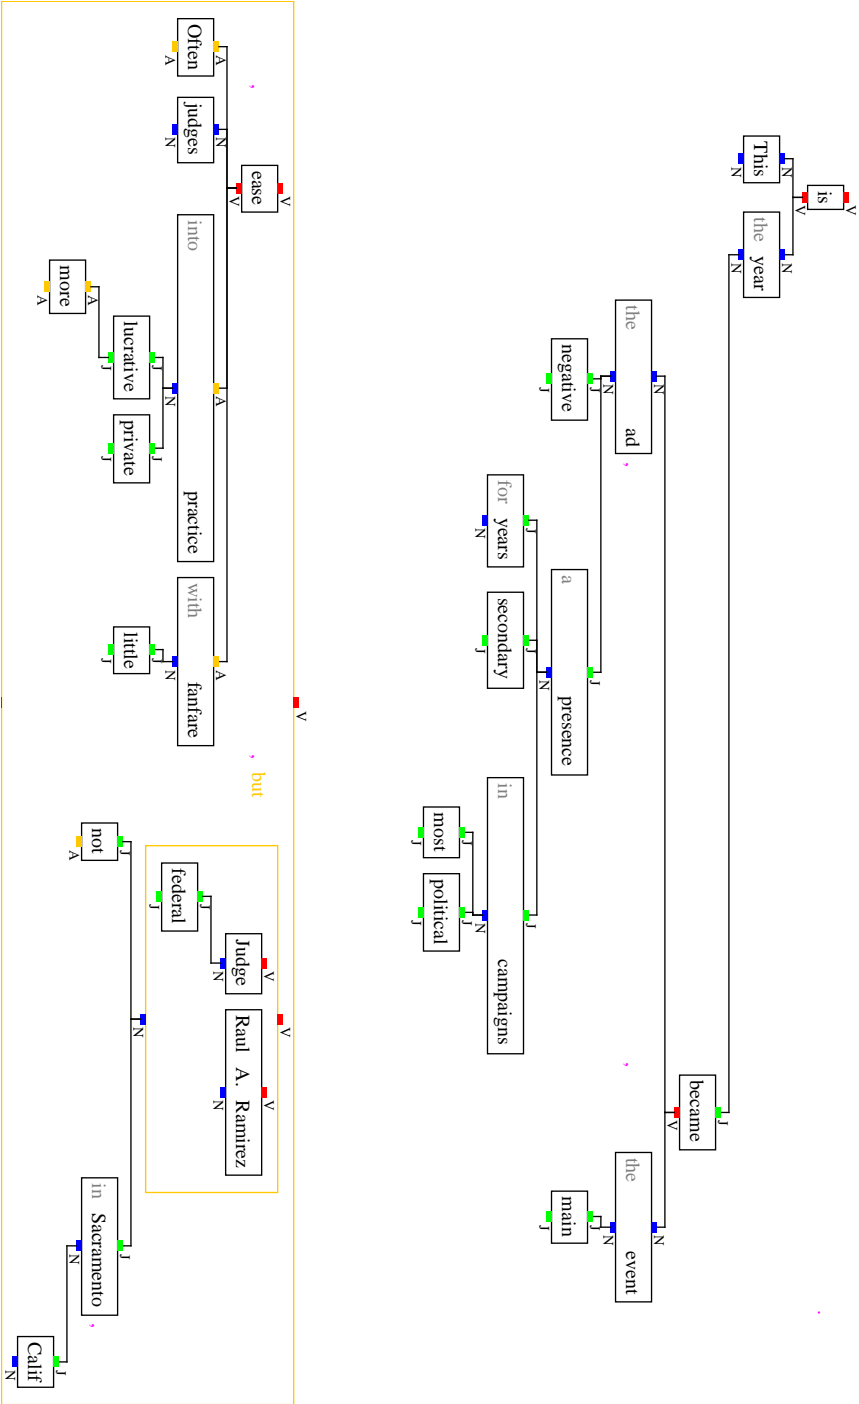 V
is .
N V N
This the year
N N J
became
N V N
the ad , , the event
N J J N J
negative a presence main
J J J N J J
for years secondary in campaigns
N J J J N
most political
J J
V
V V
ease , , but
V V V
Judge Raul A. Ramirez
A N A A N N
Often judges into practice with fanfare federal
A N N N J
J J J N
lucrative private little not in Sacramento ,
A J J J A N
more Calif
A J N